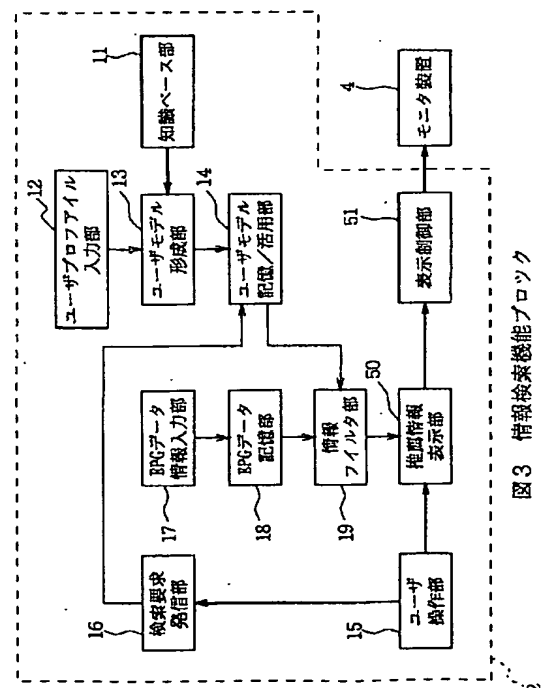 12
ユーザプロファイル
入力部
11
知識ベース部
13
ユーザモデル
形成部
14
ユーザモデル
記憶/活用部
17
EPGデータ
情報入力部
18
EPGデータ
記憶部
19
情報
フィルタ部
16
検索要求
発信部
15
ユーザ
操作部
50
推薦情報
表示部
51
表示制御部
4
モニタ装置
図3 情報検索機能ブロック